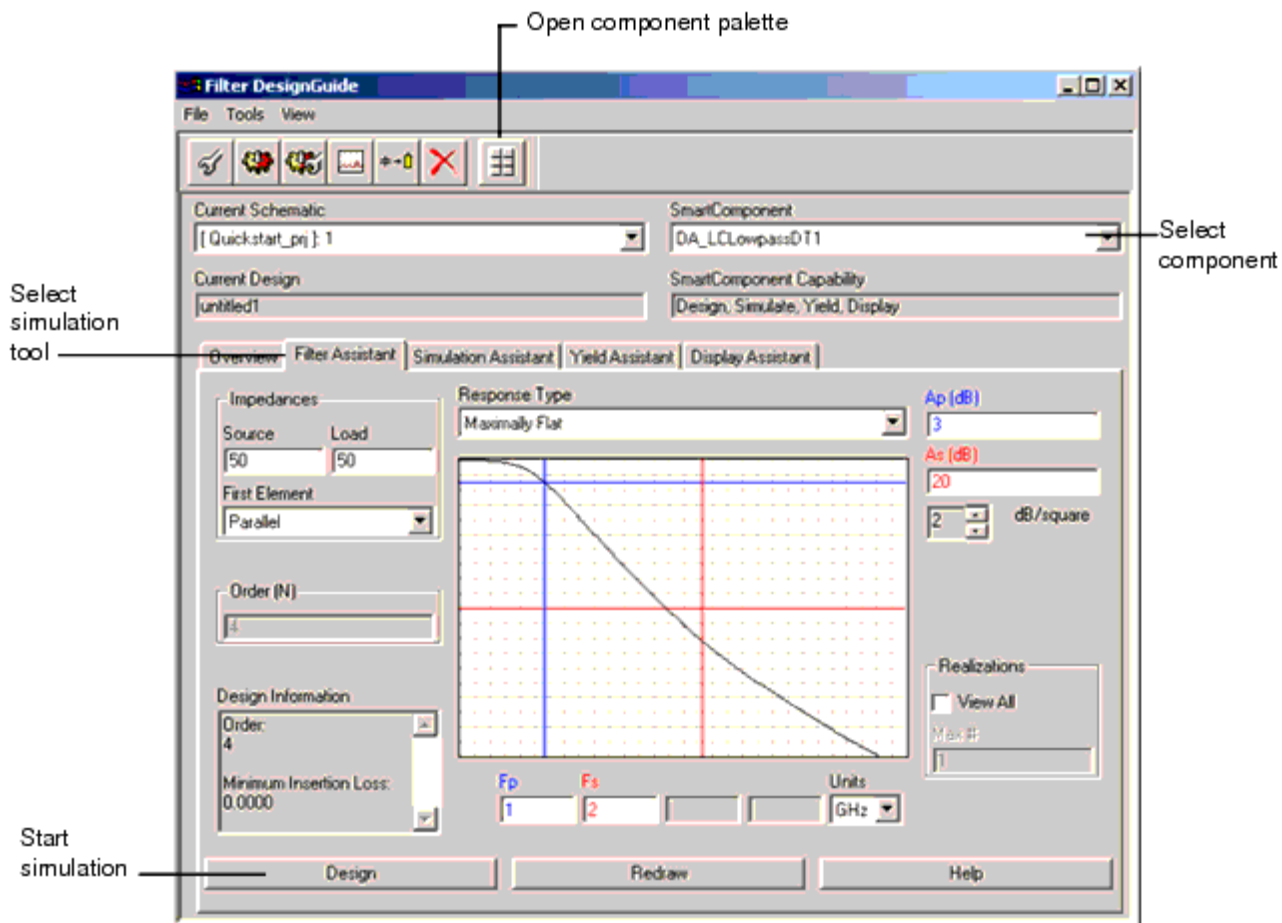 Open component palette
Filter DesignGuide
File Tools View
Current Schematic
[ Quickstart_prj ]: 1
SmartComponent
DA_LCLowpassDT1
Select
component
Current Design
untitled1
SmartComponent Capability
Design, Simulate, Yield, Display
Select
simulation
tool
Overview Filter Assistant Simulation Assistant Yield Assistant Display Assistant
Impedances
Source Load
50 50
First Element
Parallel
Order (N)
4
Design Information
Order:
4
Minimum Insertion Loss:
0.0000
Response Type
Maximally Flat
Ap (dB)
3
As (dB)
20
2 dB/square
Realizations
View All
Max #:
1
Fp Fs Units
1 2 GHz
Start
simulation
Design Redraw Help